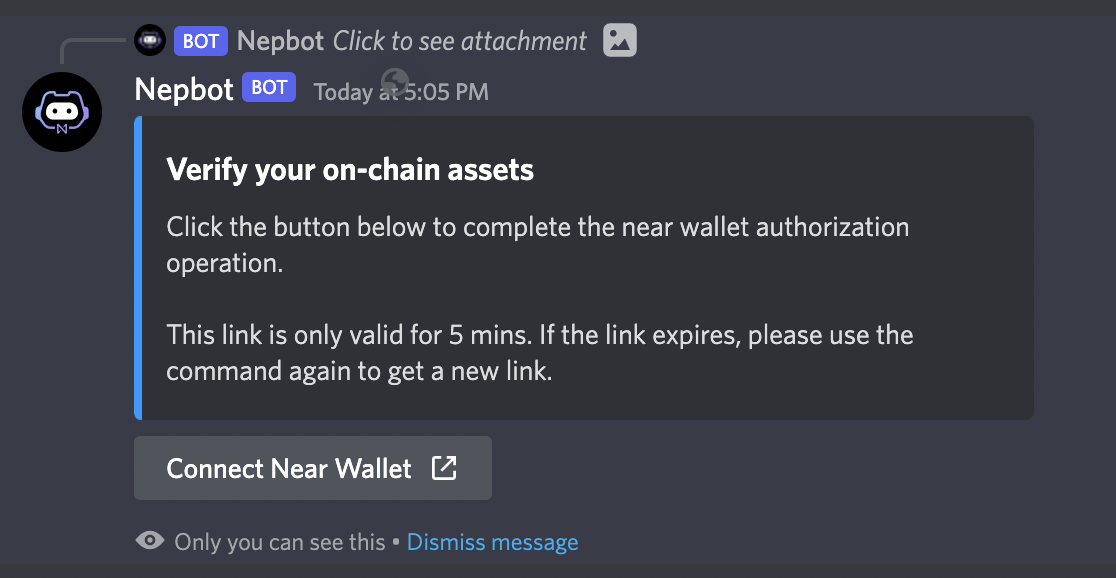 BOT Nepbot Click to see attachment
Nepbot BOT Today at 5:05 PM
Verify your on-chain assets
Click the button below to complete the near wallet authorization
operation.
This link is only valid for 5 mins. If the link expires, please use the
command again to get a new link.
Connect Near Wallet
Only you can see this • Dismiss message